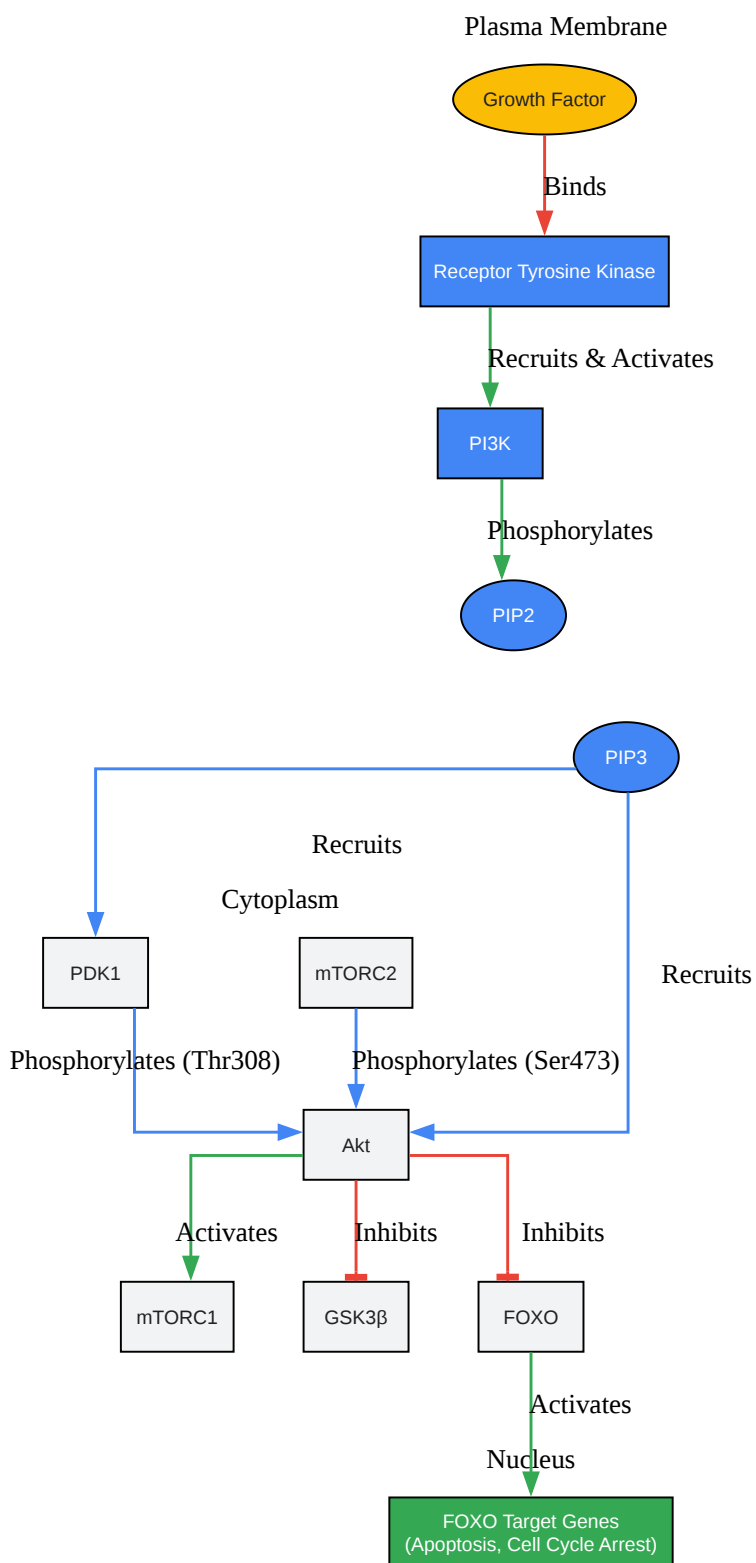 Plasma Membrane
Growth Factor
Binds
Receptor Tyrosine Kinase
Recruits & Activates
PI3K
Phosphorylates
PIP2
PIP3
Recruits
Cytoplasm
PDK1
mTORC2
Recruits
Phosphorylates (Thr308)
Phosphorylates (Ser473)
Akt
Activates
Inhibits
Inhibits
mTORC1
GSK3β
FOXO
Activates
Nucleus
FOXO Target Genes
(Apoptosis, Cell Cycle Arrest)